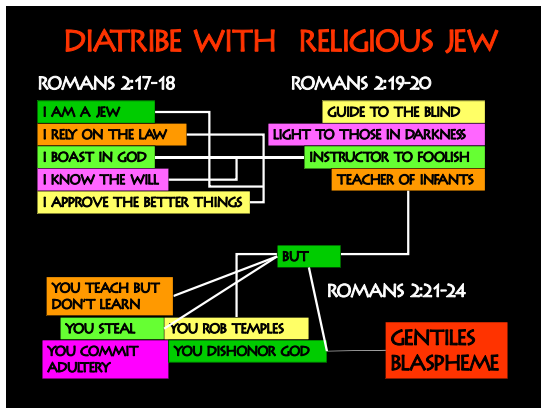 DIATRIBE WITH RELIGIOUS JEW
ROMANS 2:17-18
I AM A JEW
I RELY ON THE LAW
I BOAST IN GOD
I KNOW THE WILL
I APPROVE THE BETTER THINGS
ROMANS 2:19-20
GUIDE TO THE BLIND
LIGHT TO THOSE IN DARKNESS
INSTRUCTOR TO FOOLISH
TEACHER OF INFANTS
BUT
ROMANS 2:21-24
YOU TEACH BUT
DON'T LEARN
YOU STEAL
YOU ROB TEMPLES
YOU COMMIT
ADULTERY
YOU DISHONOR GOD
GENTILES
BLASPHEME